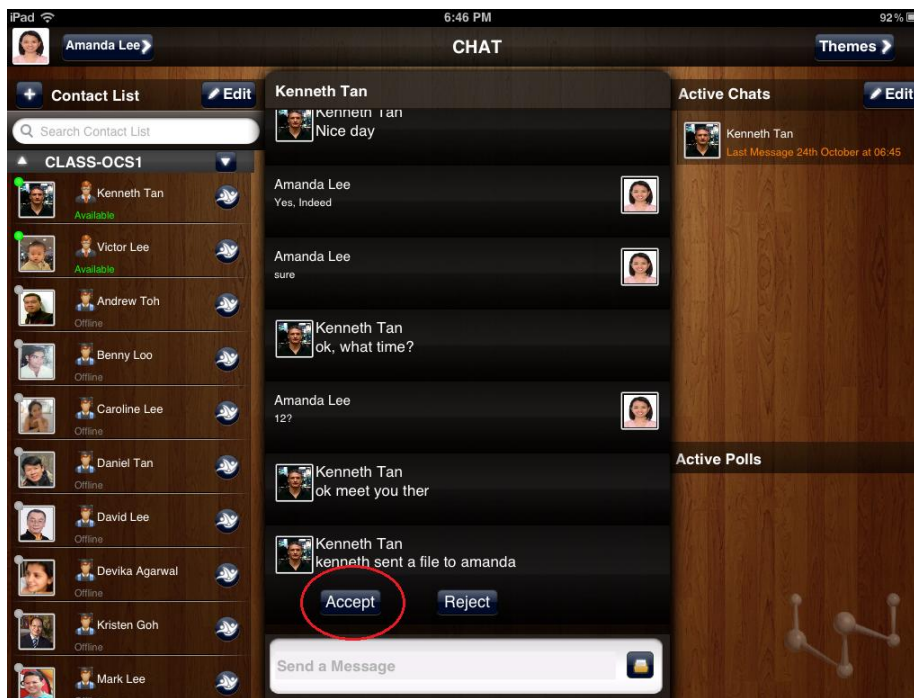 iPad 6:46 PM 92%
Amanda Lee CHAT Themes
+ Contact List Edit
Search Contact List
CLASS-OCS1
Kenneth Tan
Available
Victor Lee
Available
Andrew Toh
Offline
Benny Loo
Offline
Caroline Lee
Offline
Daniel Tan
Offline
David Lee
Offline
Devika Agarwal
Offline
Kristen Goh
Offline
Mark Lee
Kenneth Tan
Kenneth Tan
Nice day
Amanda Lee
Yes, Indeed
Amanda Lee
sure
Kenneth Tan
ok, what time?
Amanda Lee
12?
Kenneth Tan
ok meet you ther
Kenneth Tan
kenneth sent a file to amanda
Accept Reject
Send a Message
Active Chats Edit
Kenneth Tan
Last Message 24th October at 06:45
Active Polls